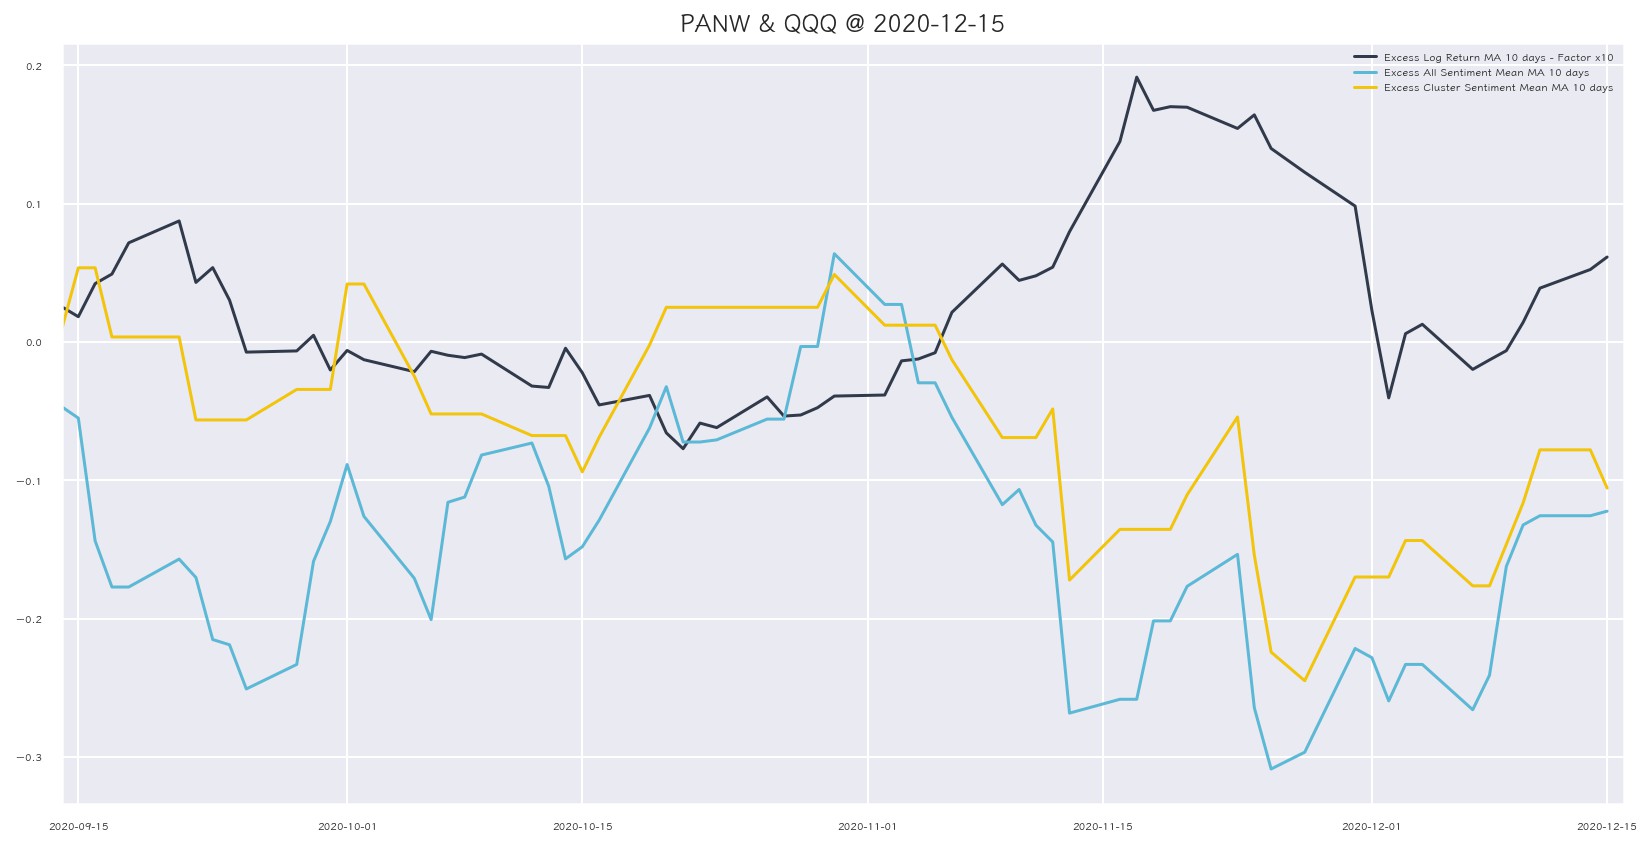 PANW & QQQ @ 2020-12-15
Excess Log Return MA 10 days - Factor x10
Excess All Sentiment Mean MA 10 days
Excess Cluster Sentiment Mean MA 10 days
0.2
0.1
0.0
−0.1
−0.2
−0.3
2020-09-15 2020-10-01 2020-10-15 2020-11-01 2020-11-15 2020-12-01 2020-12-15